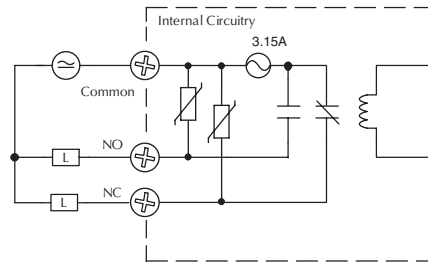 Internal Circuitry
3.15A
Common
NO
L
NC
L